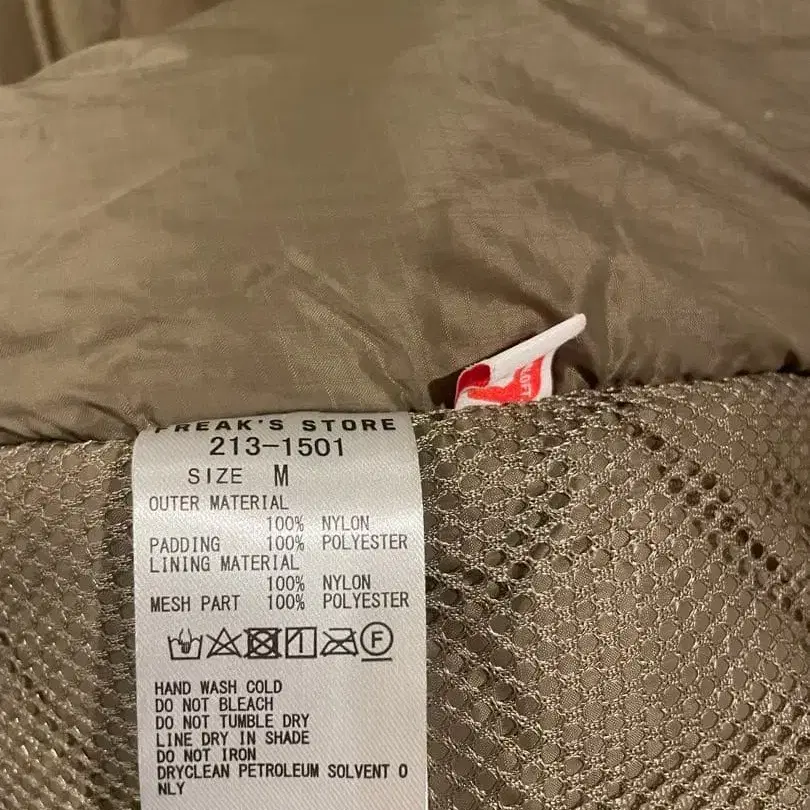 FREAK'S STORE
213-1501
SIZE M
OUTER MATERIAL
100% NYLON
PADDING 100% POLYESTER
LINING MATERIAL
100% NYLON
MESH PART 100% POLYESTER
F
HAND WASH COLD
DO NOT BLEACH
DO NOT TUMBLE DRY
LINE DRY IN SHADE
DO NOT IRON
DRYCLEAN PETROLEUM SOLVENT O
NLY